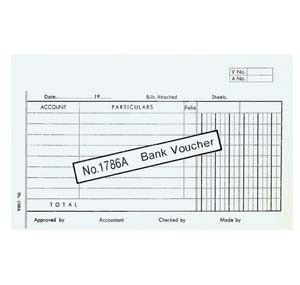 V No.
A No.
Date..................19....... Bills Attached Sheets.
ACCOUNT PARTICULARS Folio
No.1786A Bank Voucher
TOTAL
Approved by Accountant Checked by Made by
No. 1786A